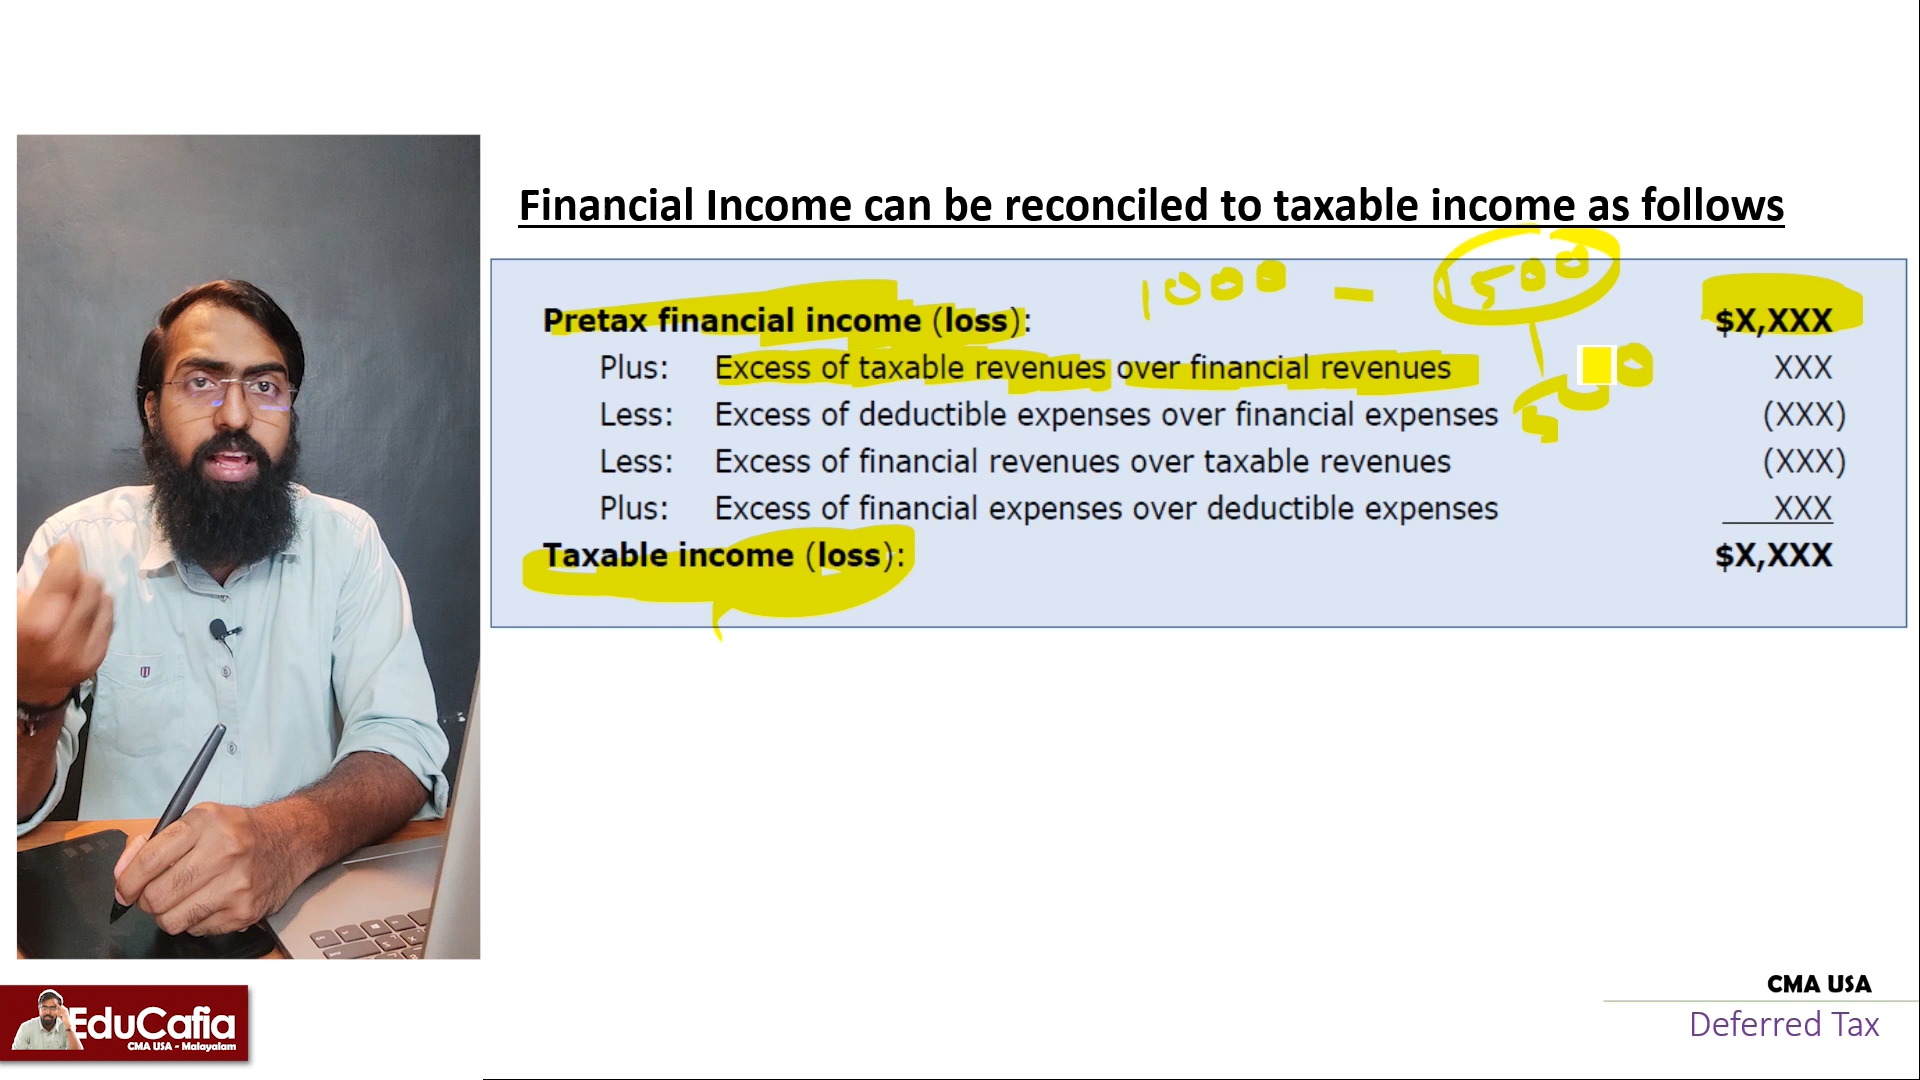 Financial Income can be reconciled to taxable income as follows
1000 - 500
Pretax financial income (loss): $X,XXX
Plus: Excess of taxable revenues over financial revenues XXX
Less: Excess of deductible expenses over financial expenses (XXX)
Less: Excess of financial revenues over taxable revenues (XXX)
Plus: Excess of financial expenses over deductible expenses XXX
Taxable income (loss): $X,XXX
EduCafia
CMA USA - Malayalam
CMA USA
Deferred Tax